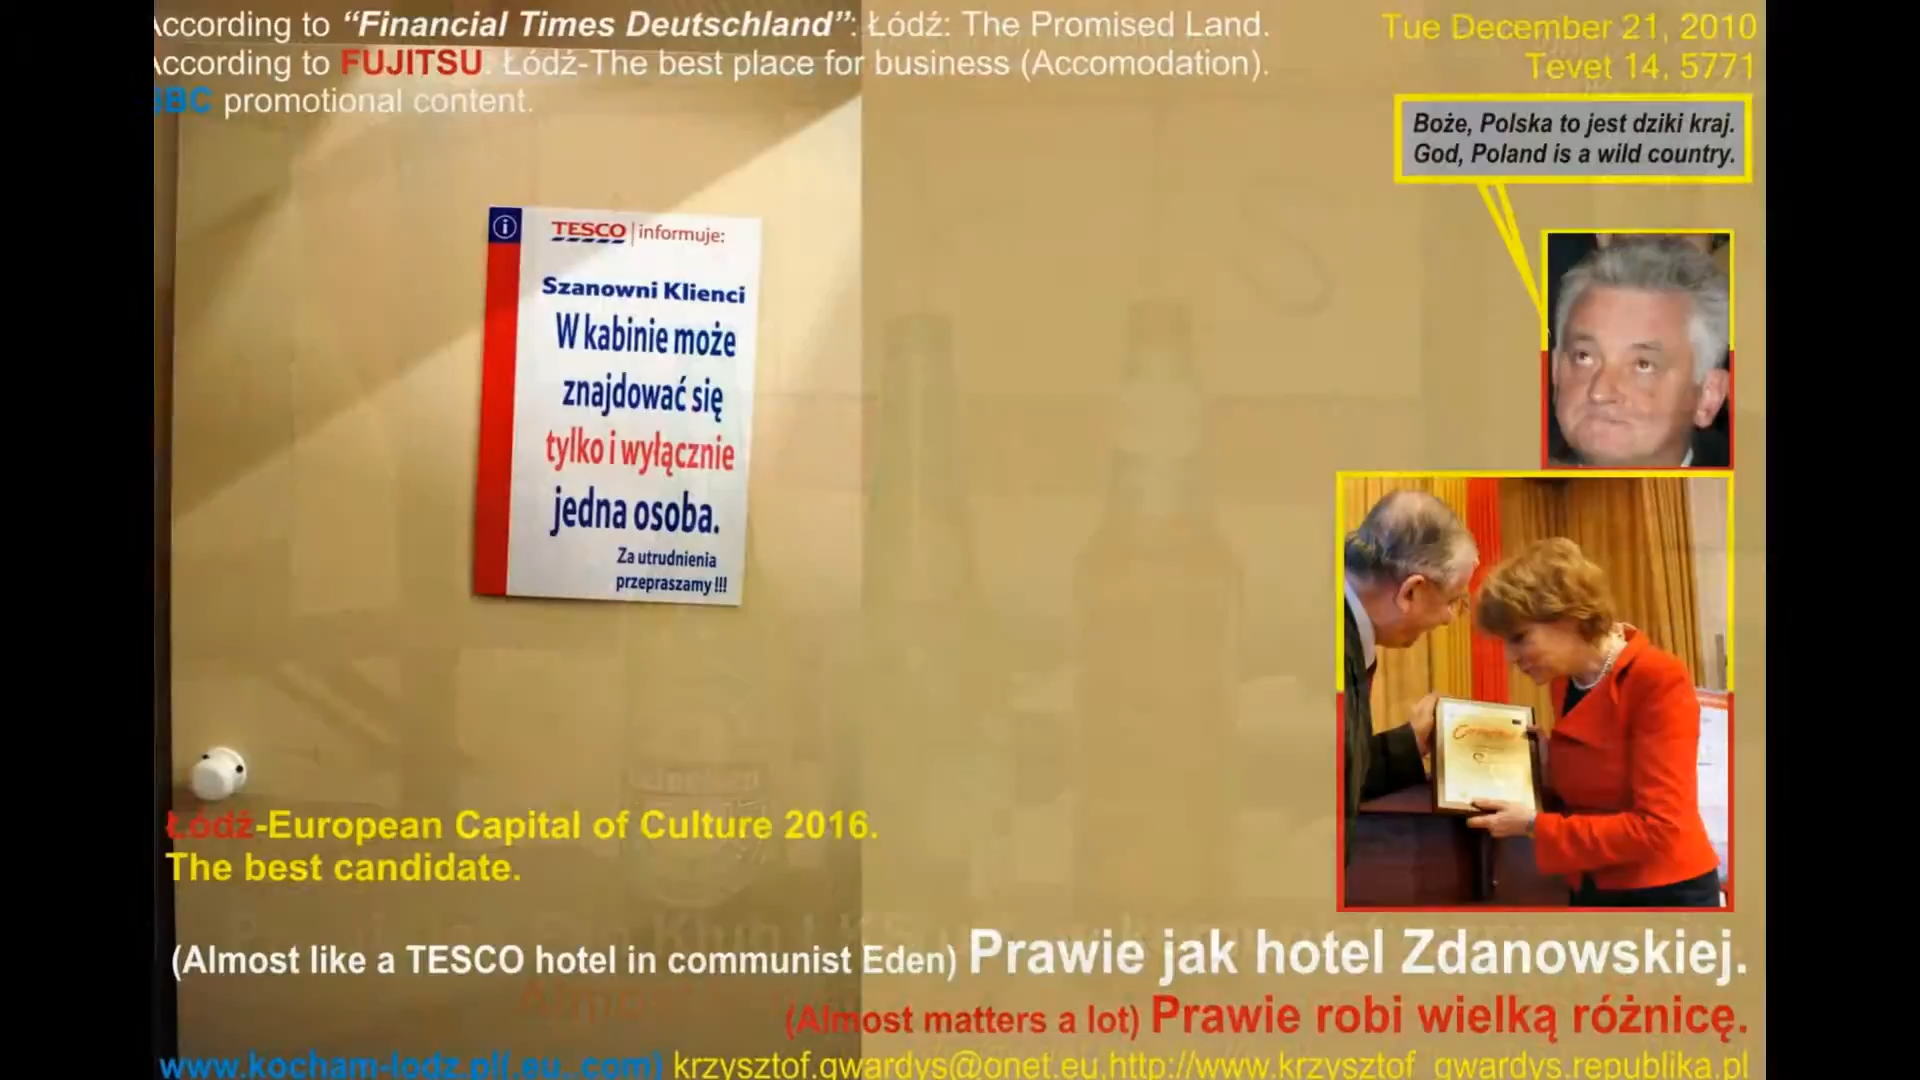 According to “Financial Times Deutschland”: Łódź: The Promised Land.
According to FUJITSU: Łódź-The best place for business (Accomodation).
BBC promotional content.
Tue December 21, 2010
Tevet 14, 5771
Boże, Polska to jest dziki kraj.
God, Poland is a wild country.
TESCO informuje:
Szanowni Klienci
W kabinie może
znajdować się
tylko i wyłącznie
jedna osoba.
Za utrudnienia
przepraszamy !!!
Łódź-European Capital of Culture 2016.
The best candidate.
(Almost like a TESCO hotel in communist Eden) Prawie jak hotel Zdanowskiej.
(Almost matters a lot) Prawie robi wielką różnicę.
www.kocham-lodz.pl(.eu,.com) krzysztof.gwardys@onet.eu,http://www.krzysztof_gwardys.republika.pl